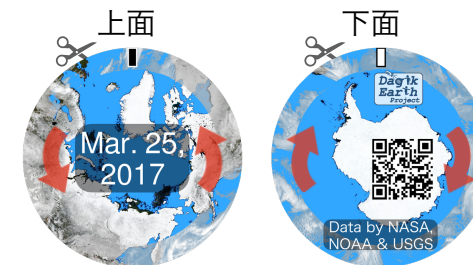 上面
下面
Mar. 25,
2017
Dagik
Earth
Project
Data by NASA,
NOAA & USGS